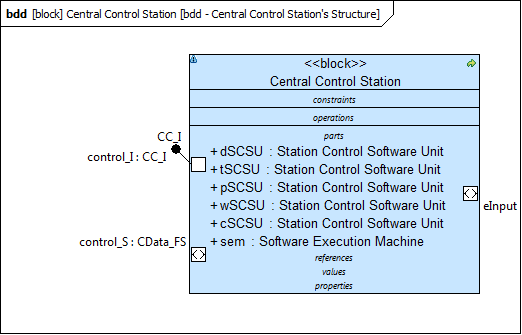 bdd [block] Central Control Station [bdd - Central Control Station's Structure]
<<block>>
Central Control Station
constraints
operations
parts
+ dSCSU : Station Control Software Unit
+ tSCSU : Station Control Software Unit
+ pSCSU : Station Control Software Unit
+ wSCSU : Station Control Software Unit
+ cSCSU : Station Control Software Unit
+ sem : Software Execution Machine
references
values
properties
CC_I
control_I : CC_I
control_S : CData_FS
eInput